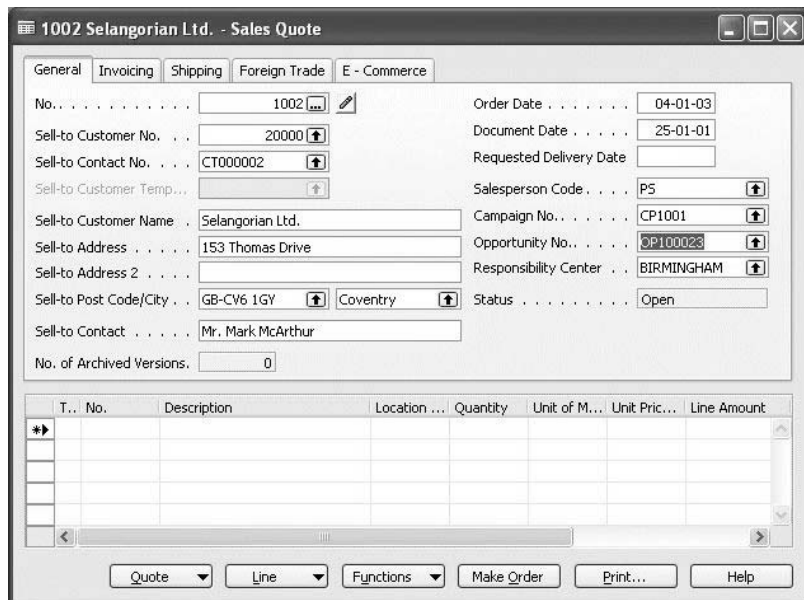 1002 Selangorian Ltd. - Sales Quote
General Invoicing Shipping Foreign Trade E - Commerce
No.. . . . . . . . . . . 1002 ...
Sell-to Customer No. . . 20000
Sell-to Contact No. . . . CT000002
Sell-to Customer Temp...
Sell-to Customer Name . Selangorian Ltd.
Sell-to Address . . . . . 153 Thomas Drive
Sell-to Address 2 . . . .
Sell-to Post Code/City . . GB-CV6 1GY Coventry
Sell-to Contact . . . . . Mr. Mark McArthur
No. of Archived Versions. 0
Order Date . . . . . . . 04-01-03
Document Date . . . . . 25-01-01
Requested Delivery Date
Salesperson Code . . . . PS
Campaign No.. . . . . . CP1001
Opportunity No.. . . . . OP100023
Responsibility Center . . BIRMINGHAM
Status . . . . . . . . . Open
T.. No. Description Location ... Quantity Unit of M... Unit Pric... Line Amount
Quote Line Functions Make Order Print... Help